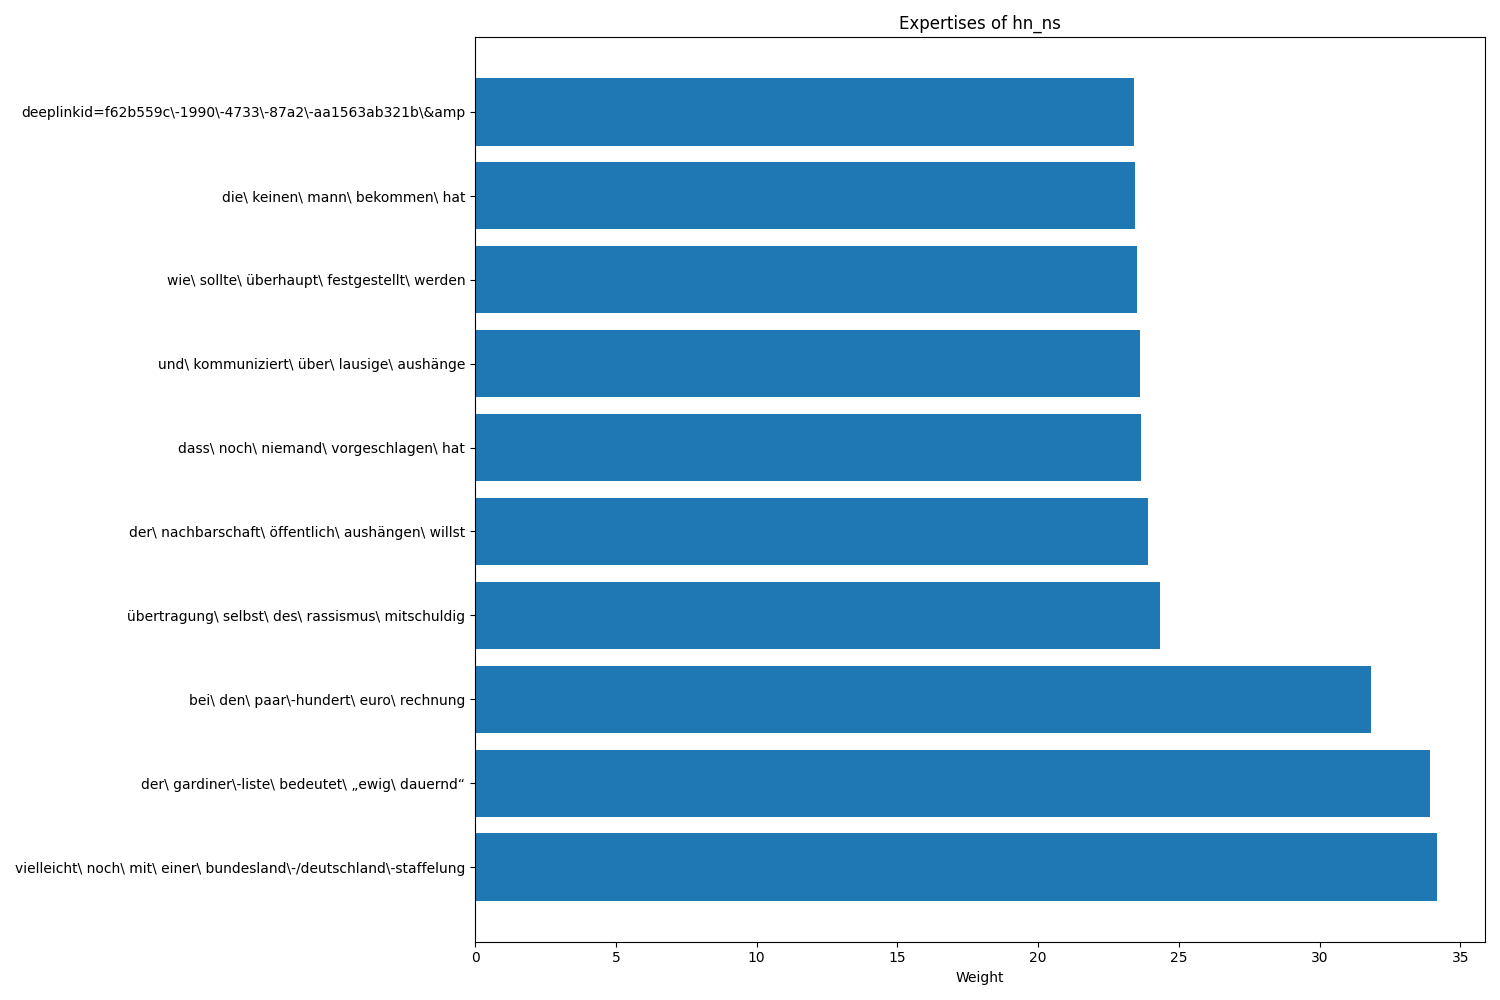 Expertises of hn_ns
deeplinkid=f62b559c\-1990\-4733\-87a2\-aa1563ab321b\&amp
die\ keinen\ mann\ bekommen\ hat
wie\ sollte\ überhaupt\ festgestellt\ werden
und\ kommuniziert\ über\ lausige\ aushänge
dass\ noch\ niemand\ vorgeschlagen\ hat
der\ nachbarschaft\ öffentlich\ aushängen\ willst
übertragung\ selbst\ des\ rassismus\ mitschuldig
bei\ den\ paar\-hundert\ euro\ rechnung
der\ gardiner\-liste\ bedeutet\ „ewig\ dauernd“
vielleicht\ noch\ mit\ einer\ bundesland\-/deutschland\-staffelung
0 5 10 15 20 25 30 35
Weight